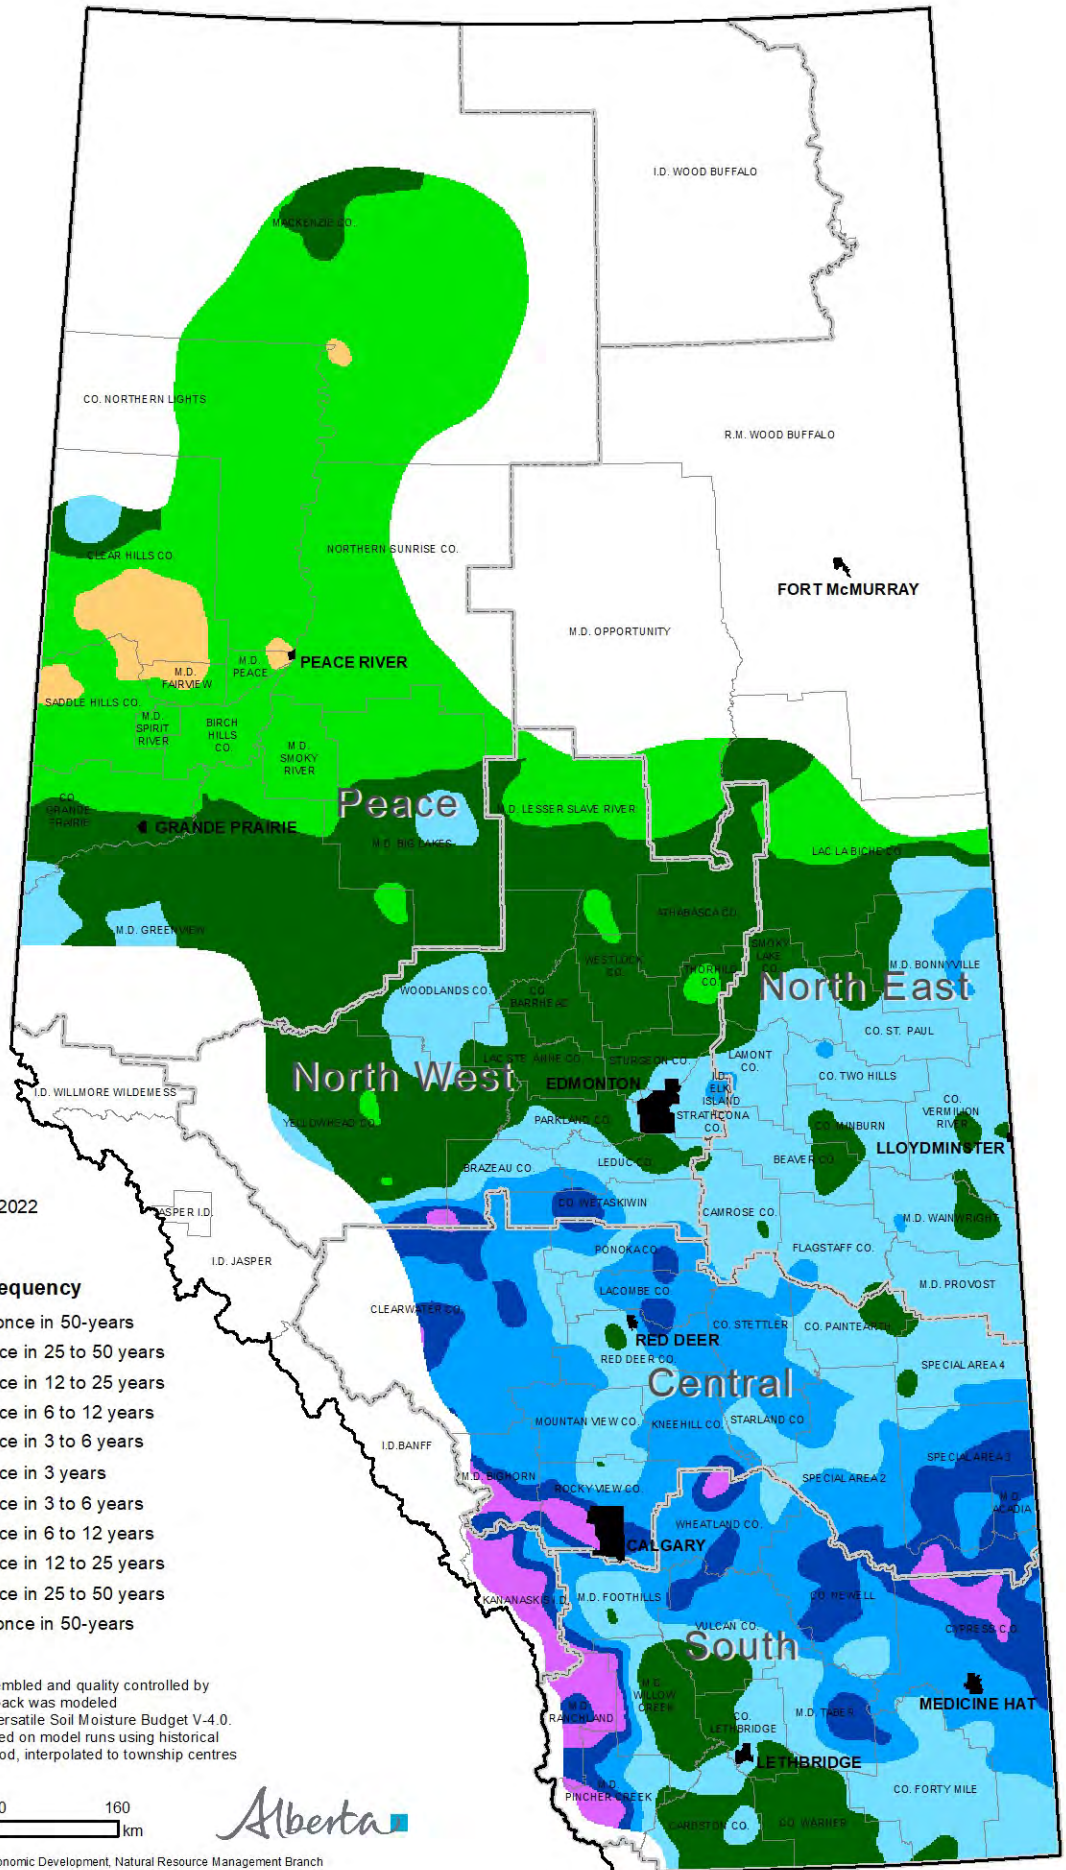 I.D. WOOD BUFFALO
MACKENZIE CO.
CO. NORTHERN LIGHTS
R.M. WOOD BUFFALO
CLEAR HILLS CO.
NORTHERN SUNRISE CO.
FORT McMURRAY
M.D. OPPORTUNITY
M.D.
PEACE
PEACE RIVER
M.D.
FAIRVIEW
SADDLE HILLS CO.
M.D.
SPIRIT
RIVER
BIRCH
HILLS
CO.
M.D.
SMOKY
RIVER
CO.
GRANDE
PRAIRIE
GRANDE PRAIRIE
Peace
M.D. LESSER SLAVE RIVER
M.D. BIG LAKES
LAC LA BICHE CO.
M.D. GREENVIEW
ATHABASCA CO.
WESTLOCK
CO.
THORHILD
CO.
SMOKY
LAKE
CO.
M.D. BONNYVILLE
North East
WOODLANDS CO.
CO.
BARRHEAD
CO. ST. PAUL
LAC STE. ANNE CO.
STURGEON CO.
LAMONT
CO.
North West
EDMONTON
I.D.
ELK
ISLAND
CO. TWO HILLS
I.D. WILLMORE WILDERNESS
YELLOWHEAD CO.
PARKLAND CO.
STRATHCONA
CO.
CO. MINBURN
CO.
VERMILION
RIVER
LLOYDMINSTER
BRAZEAU CO.
LEDUC CO.
BEAVER CO.
JASPER I.D.
CO. WETASKIWIN
CAMROSE CO.
M.D. WAINWRIGHT
2022
I.D. JASPER
PONOKA CO.
FLAGSTAFF CO.
M.D. PROVOST
equency
LACOMBE CO.
CLEARWATER CO.
once in 50-years
CO. STETTLER
CO. PAINTEARTH
RED DEER
ce in 25 to 50 years
RED DEER CO.
SPECIAL AREA 4
ce in 12 to 25 years
Central
ce in 6 to 12 years
MOUNTAN VIEW CO.
KNEEHILL CO.
STARLAND CO.
ce in 3 to 6 years
I.D.BANFF
ce in 3 years
M.D. BIGHORN
SPECIAL AREA 2
SPECIAL AREA 3
ce in 3 to 6 years
ROCKYVIEW CO.
M.D.
ACADIA
ce in 6 to 12 years
WHEATLAND CO.
CALGARY
ce in 12 to 25 years
ce in 25 to 50 years
KANANASKIS I.D.
M.D. FOOTHILLS
CO. NEWELL
once in 50-years
VULCAN CO.
CYPRESS CO.
South
mbled and quality controlled by
ack was modeled
ersatile Soil Moisture Budget V-4.0.
ed on model runs using historical
od, interpolated to township centres
M.D.
WILLOW
CREEK
M.D.
RANCHLAND
CO.
LETHBRIDGE
M.D. TABER
MEDICINE HAT
LETHBRIDGE
M.D.
PINCHER CREEK
CO. FORTY MILE
CARDSTON CO.
CO. WARNER
0 160
km
Alberta
onomic Development, Natural Resource Management Branch